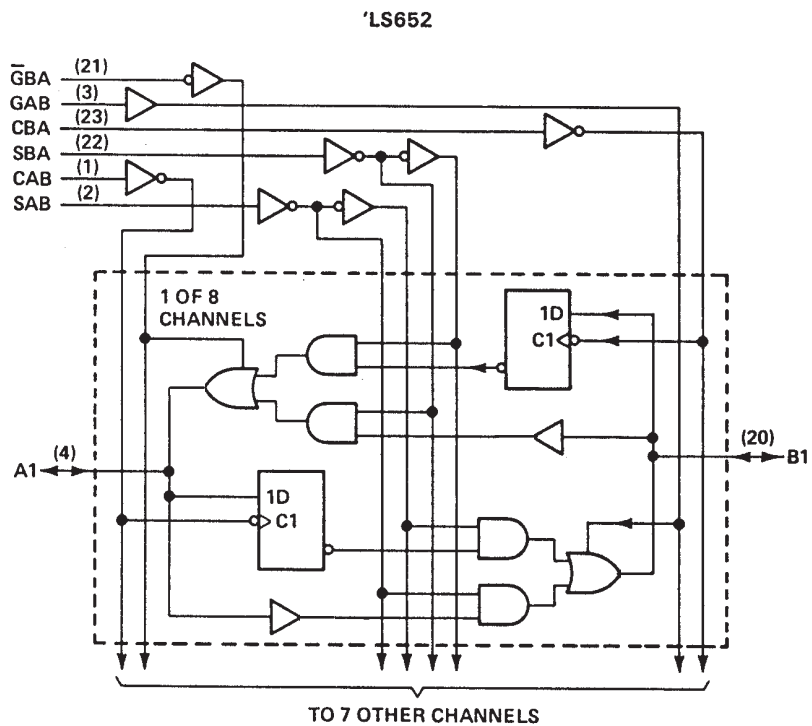 'LS652
G̅BA (21)
GAB (3)
CBA (23)
SBA (22)
CAB (1)
SAB (2)
1 OF 8
CHANNELS
1D
C1
A1 (4)
(20) B1
1D
C1
TO 7 OTHER CHANNELS